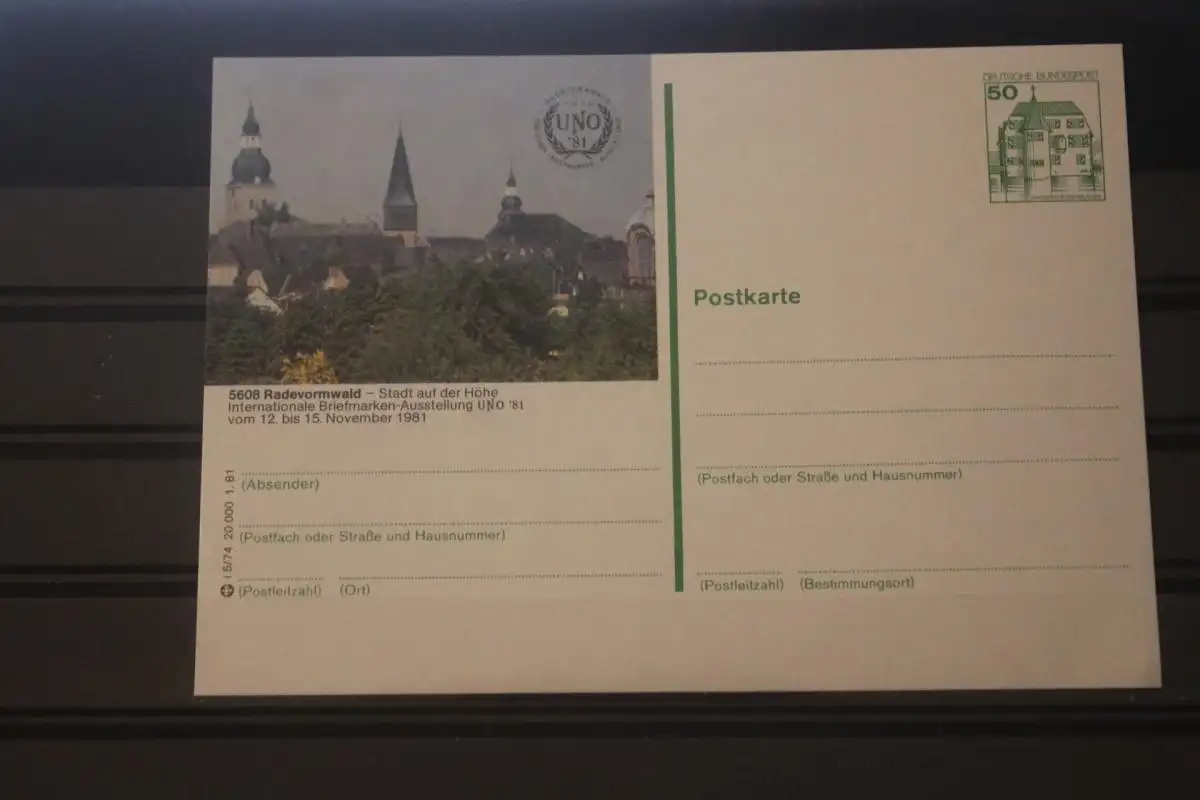 UNO
'81
5608 Radevormwald – Stadt auf der Höhe
Internationale Briefmarken-Ausstellung UNO '81
vom 12. bis 15. November 1981
(Absender)
(Postfach oder Straße und Hausnummer)
(Postleitzahl) (Ort)
5/74 20 000 1.81
DEUTSCHE BUNDESPOST
50
Postkarte
(Postfach oder Straße und Hausnummer)
(Postleitzahl) (Bestimmungsort)